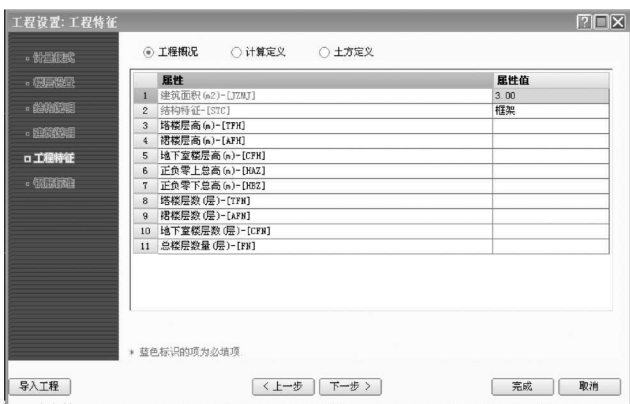 工程设置:工程特征
计量模式
楼层设置
结构说明
建筑说明
工程特征
钢筋标准
工程概况 计算定义 土方定义
属性 属性值
1 建筑面积(m2)-[JZMJ] 3.00
2 结构特征-[STC] 框架
3 塔楼层高(m)-[TFH]
4 裙楼层高(m)-[AFH]
5 地下室楼层高(m)-[CFH]
6 正负零上总高(m)-[HAZ]
7 正负零下总高(m)-[HBZ]
8 塔楼层数(层)-[TFN]
9 裙楼层数(层)-[AFN]
10 地下室楼层数(层)-[CFN]
11 总楼层数量(层)-[FN]
* 蓝色标识的项为必填项
导入工程 <上一步 下一步> 完成 取消